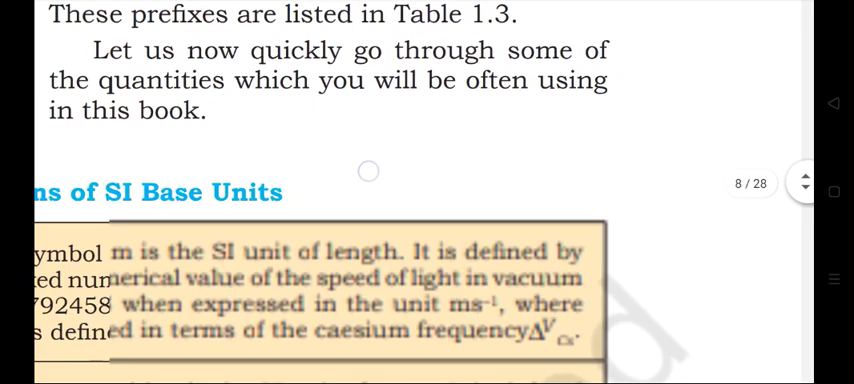 These prefixes are listed in Table 1.3.
Let us now quickly go through some of
the quantities which you will be often using
in this book.
ns of SI Base Units
8 / 28
ymbol m is the SI unit of length. It is defined by
ed numerical value of the speed of light in vacuum
792458 when expressed in the unit ms⁻¹, where
s defined in terms of the caesium frequency∆V Cs.